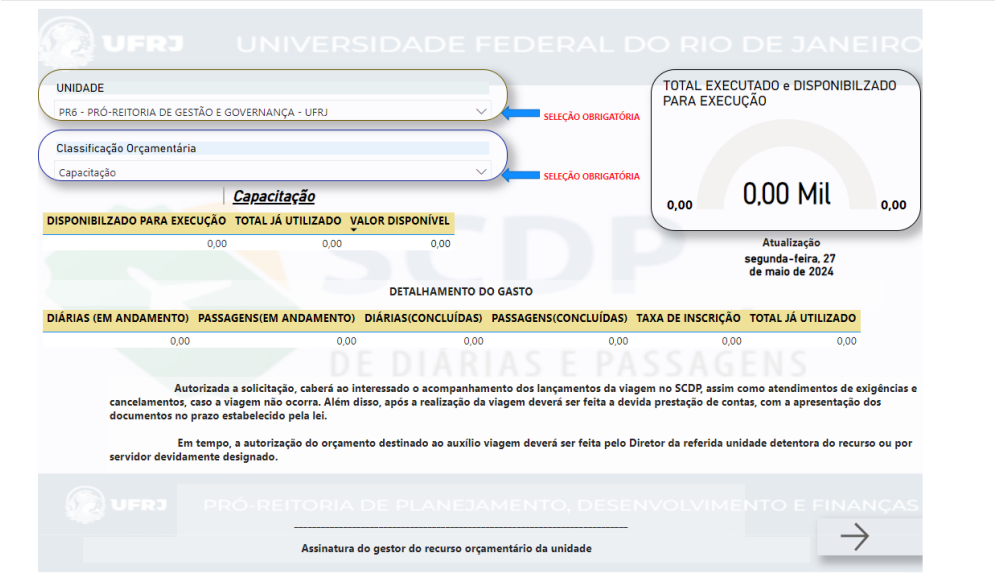 UFRJ UNIVERSIDADE FEDERAL DO RIO DE JANEIRO
UNIDADE
PR6 - PRÓ-REITORIA DE GESTÃO E GOVERNANÇA - UFRJ
SELEÇÃO OBRIGATÓRIA
Classificação Orçamentária
Capacitação
SELEÇÃO OBRIGATÓRIA
TOTAL EXECUTADO e DISPONIBILZADO
PARA EXECUÇÃO
0,00 Mil
0,00 0,00
Capacitação
DISPONIBILZADO PARA EXECUÇÃO TOTAL JÁ UTILIZADO VALOR DISPONÍVEL
0,00 0,00 0,00
Atualização
segunda-feira, 27
de maio de 2024
SCDP
DETALHAMENTO DO GASTO
DIÁRIAS (EM ANDAMENTO) PASSAGENS(EM ANDAMENTO) DIÁRIAS(CONCLUÍDAS) PASSAGENS(CONCLUÍDAS) TAXA DE INSCRIÇÃO TOTAL JÁ UTILIZADO
0,00 0,00 0,00 0,00 0,00 0,00
DE DIÁRIAS E PASSAGENS
Autorizada a solicitação, caberá ao interessado o acompanhamento dos lançamentos da viagem no SCDP, assim como atendimentos de exigências e
cancelamentos, caso a viagem não ocorra. Além disso, após a realização da viagem deverá ser feita a devida prestação de contas, com a apresentação dos
documentos no prazo estabelecido pela lei.
Em tempo, a autorização do orçamento destinado ao auxílio viagem deverá ser feita pelo Diretor da referida unidade detentora do recurso ou por
servidor devidamente designado.
UFRJ PRÓ-REITORIA DE PLANEJAMENTO, DESENVOLVIMENTO E FINANÇAS
Assinatura do gestor do recurso orçamentário da unidade